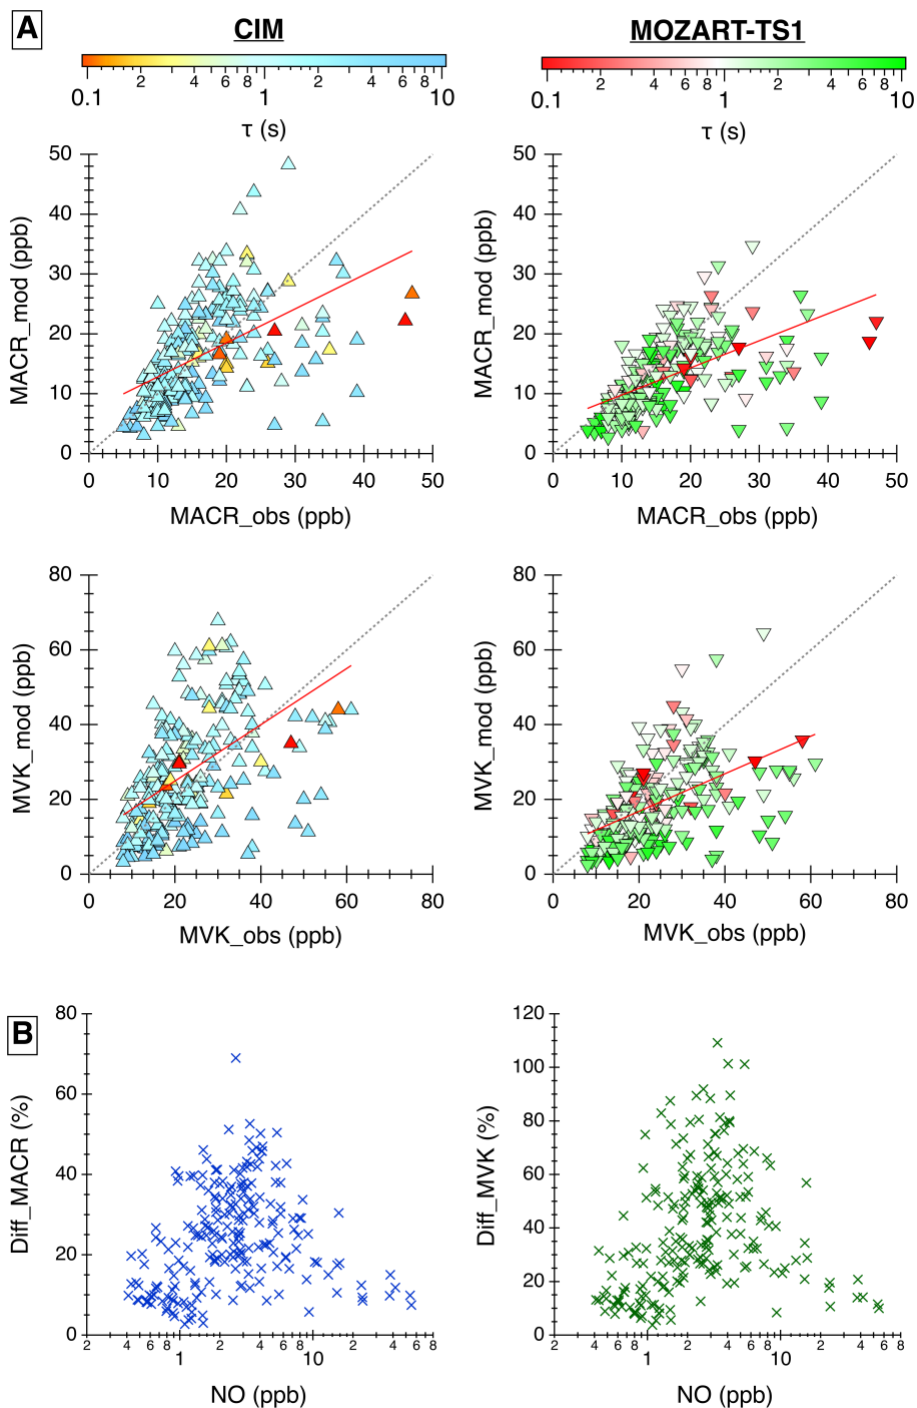 A
CIM
MOZART-TS1
0.1 2 4 6 8 1 2 4 6 8 10
τ (s)
0.1 2 4 6 8 1 2 4 6 8 10
τ (s)
MACR_mod (ppb)
50
40
30
20
10
0
0 10 20 30 40 50
MACR_obs (ppb)
MACR_mod (ppb)
50
40
30
20
10
0
0 10 20 30 40 50
MACR_obs (ppb)
MVK_mod (ppb)
80
60
40
20
0
0 20 40 60 80
MVK_obs (ppb)
MVK_mod (ppb)
80
60
40
20
0
0 20 40 60 80
MVK_obs (ppb)
B
Diff_MACR (%)
80
60
40
20
0
2 4 6 8 1 2 4 6 8 10 2 4 6 8
NO (ppb)
Diff_MVK (%)
120
100
80
60
40
20
0
2 4 6 8 1 2 4 6 8 10 2 4 6 8
NO (ppb)